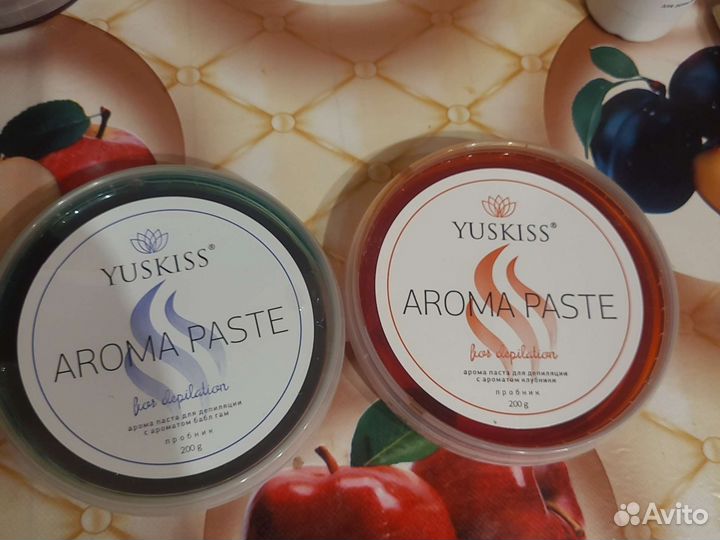 YUSKISS®
AROMA PASTE
for depilation
арома паста для депиляции
с ароматом бабл гам
пробник
200 g
YUSKISS®
AROMA PASTE
for depilation
арома паста для депиляции
с ароматом клубники
пробник
200 g
Avito